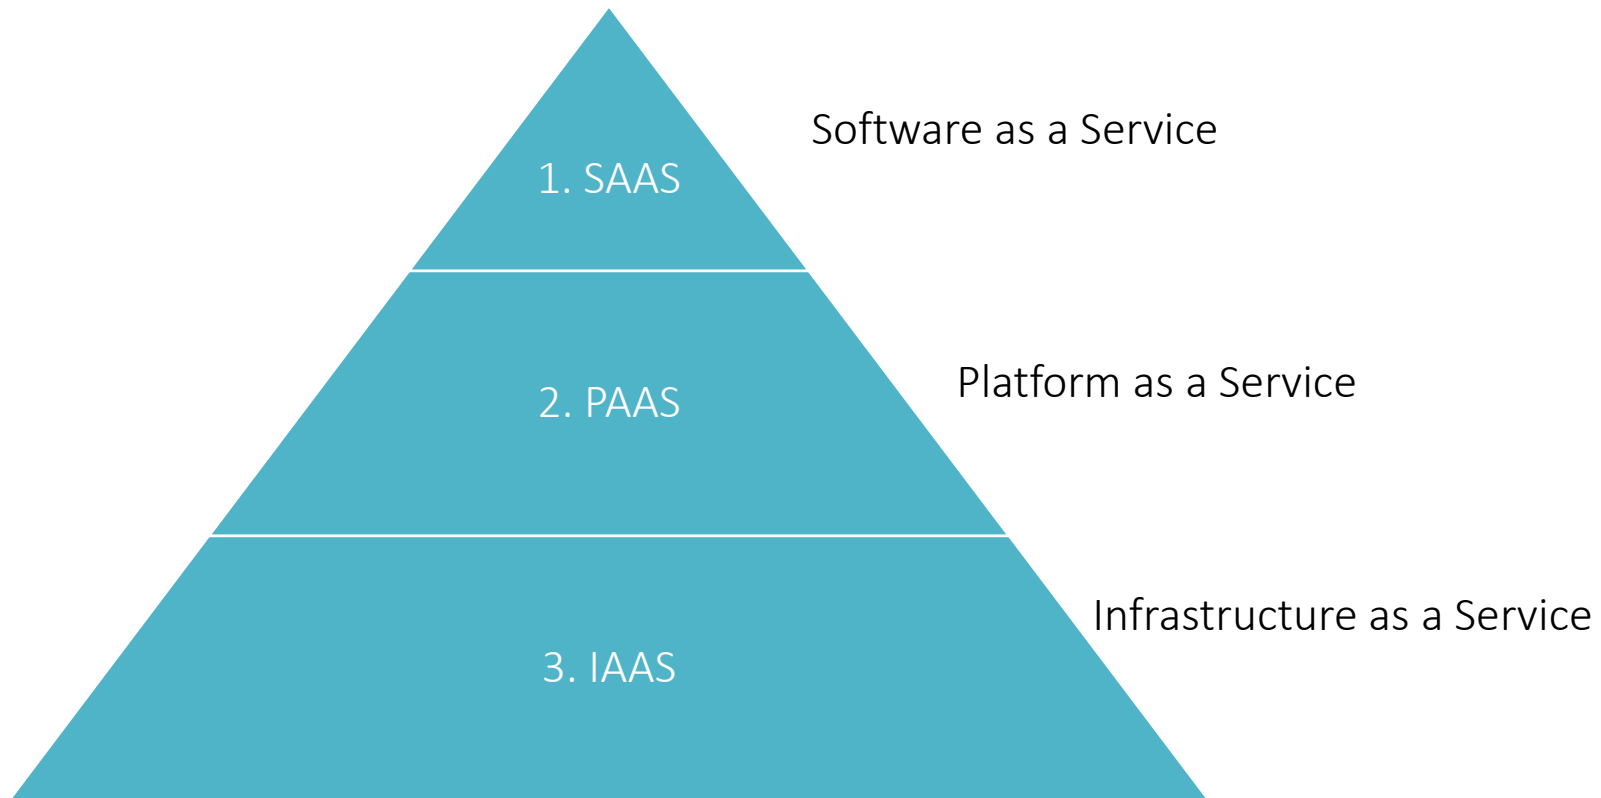 Software as a Service
1. SAAS
Platform as a Service
2. PAAS
Infrastructure as a Service
3. IAAS